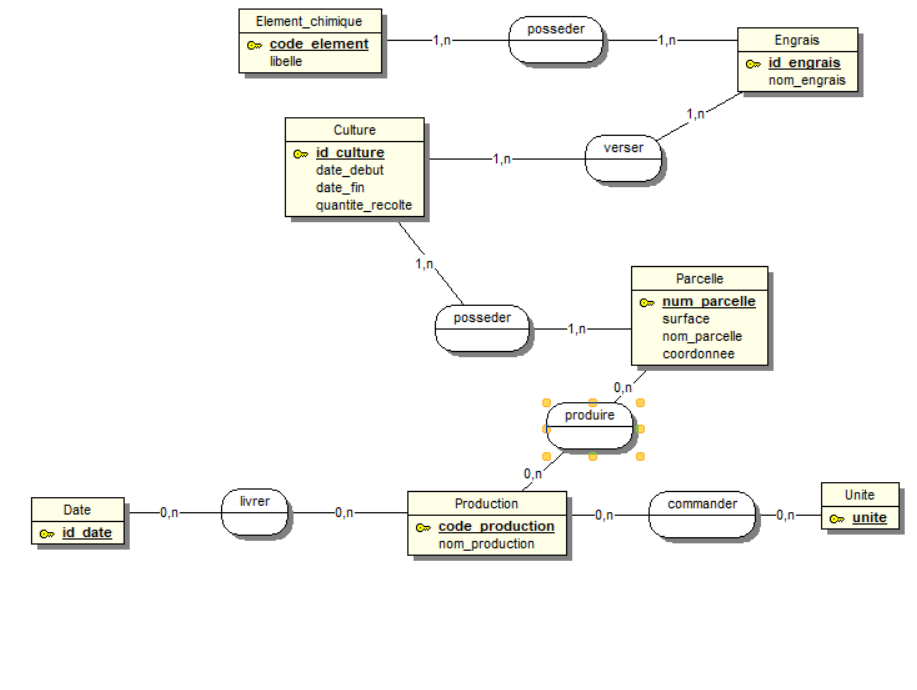 Element_chimique
code_element
libelle
1,n
posseder
1,n
Engrais
id_engrais
nom_engrais
1,n
Culture
id_culture
date_debut
date_fin
quantite_recolte
1,n
verser
1,n
posseder
1,n
Parcelle
num_parcelle
surface
nom_parcelle
coordonnee
0,n
produire
0,n
Date
id_date
0,n
livrer
0,n
Production
code_production
nom_production
0,n
commander
0,n
Unite
unite